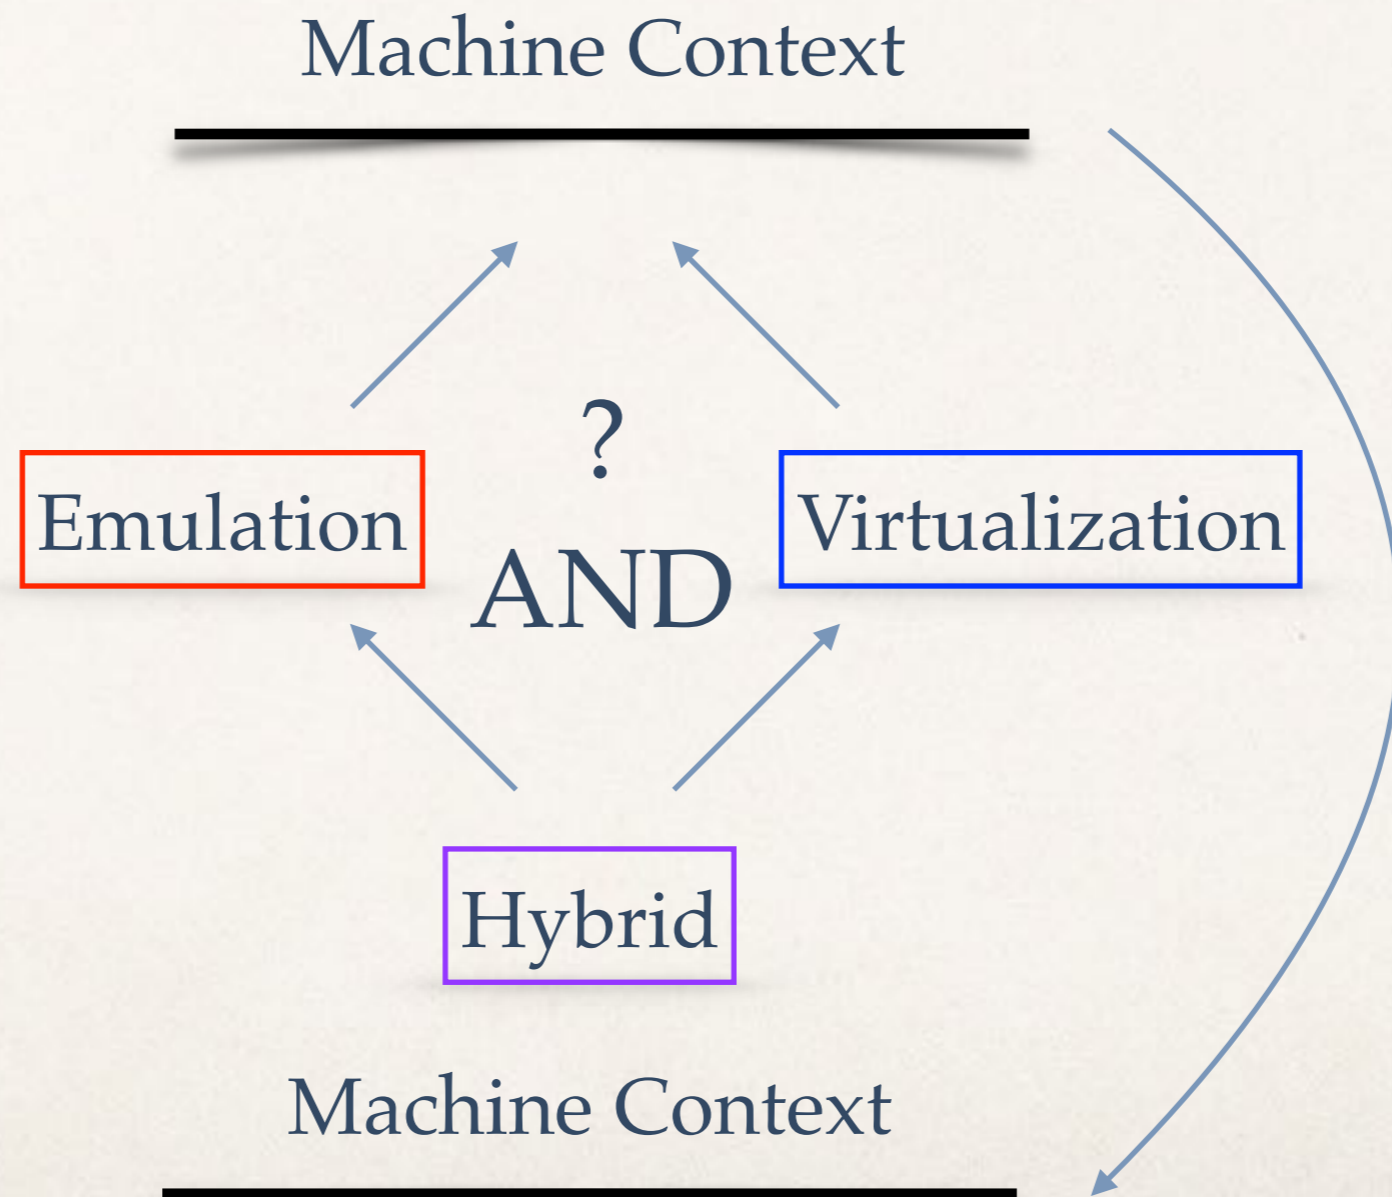 Machine Context
?
Emulation
AND
Virtualization
Hybrid
Machine Context